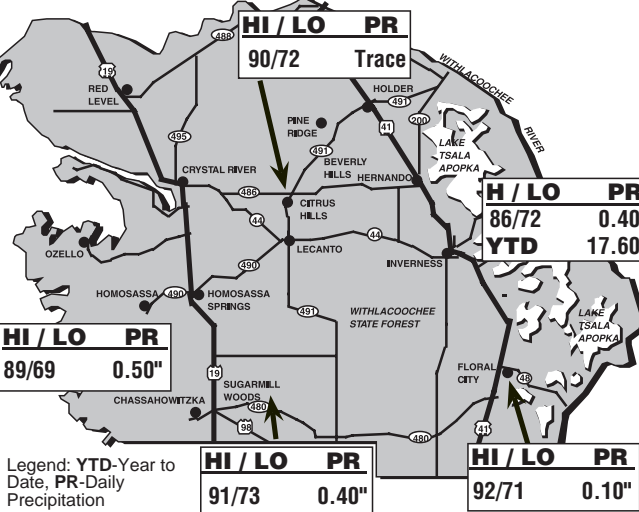 HI / LO PR
90/72 Trace
488
19
RED
LEVEL
WITHLACOOCHEE
RIVER
HOLDER
491
200
41
PINE
RIDGE
495
491
LAKE
TSALA
APOPKA
BEVERLY
HILLS
CRYSTAL RIVER
HERNANDO
486
CITRUS
HILLS
H / LO PR
86/72 0.40
YTD 17.60
44
44
LECANTO
OZELLO
INVERNESS
490
HOMOSASSA
490
HOMOSASSA
SPRINGS
491
WITHLACOOCHEE
STATE FOREST
LAKE
TSALA
APOPKA
HI / LO PR
89/69 0.50"
19
FLORAL
CITY
48
SUGARMILL
WOODS
CHASSAHOWITZKA
480
98
480
41
Legend: YTD-Year to
Date, PR-Daily
Precipitation
HI / LO PR
91/73 0.40"
HI / LO PR
92/71 0.10"